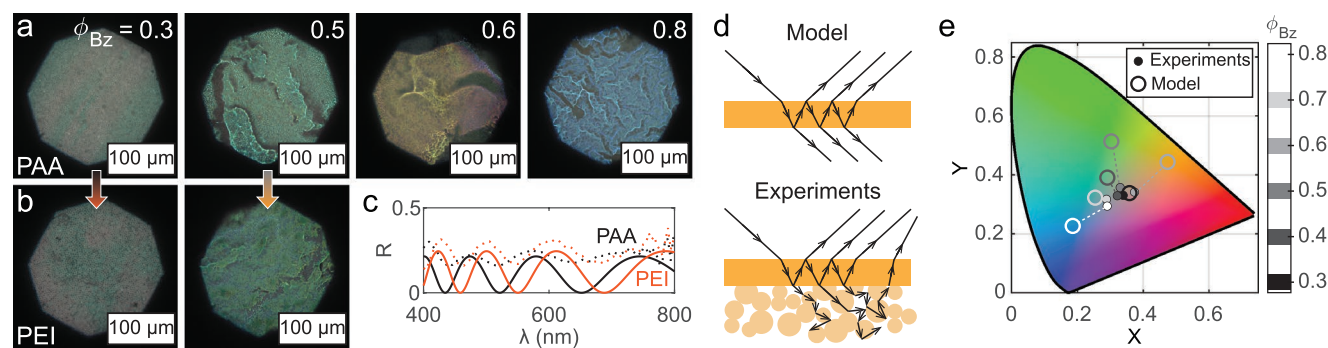 a
ϕBz = 0.3
0.5
0.6
0.8
PAA
100 µm
100 µm
100 µm
100 µm
b
PEI
100 µm
100 µm
c
0.5
R
0
PAA
PEI
400
600
800
λ (nm)
d
Model
Experiments
e
0.8
0.6
Y
0.4
0.2
0
0
0.2
0.4
0.6
X
Experiments
Model
ϕBz
0.8
0.7
0.6
0.5
0.4
0.3